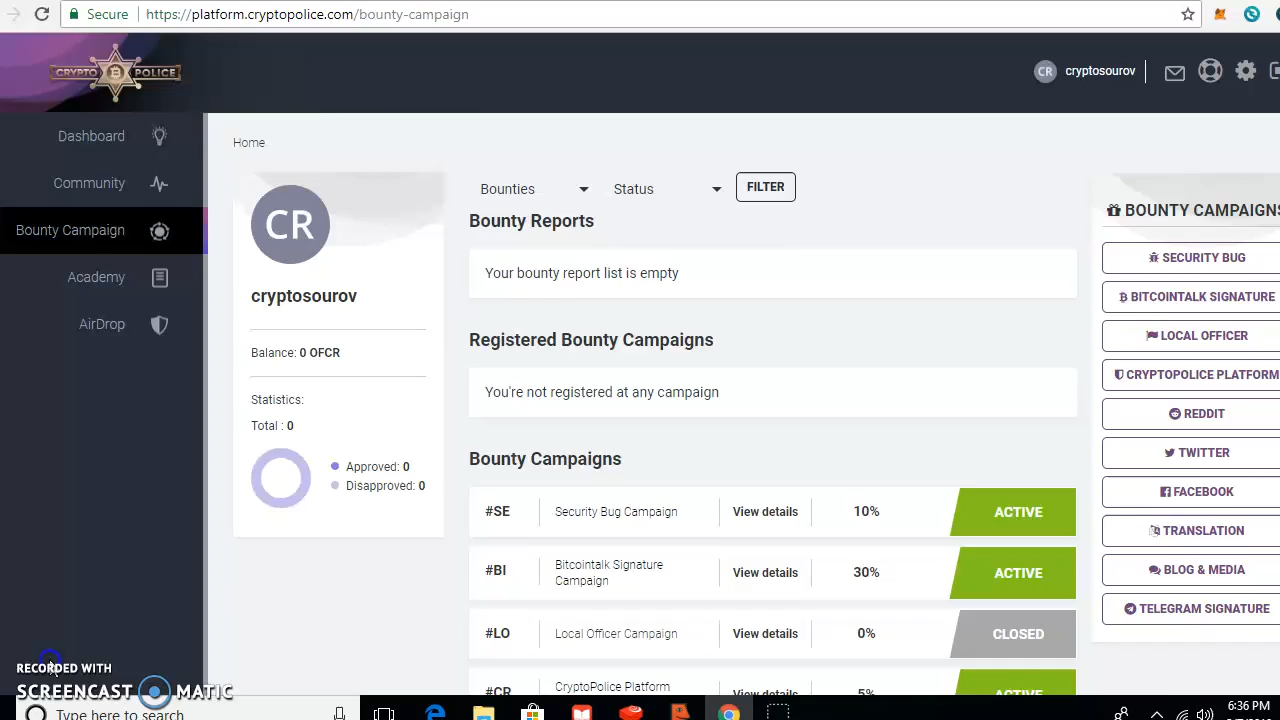 Secure
https://platform.cryptopolice.com/bounty-campaign
CRYPTO B POLICE
CR cryptosourov
Dashboard
Community
Bounty Campaign
Academy
AirDrop
Home
CR
cryptosourov
Balance: 0 OFCR
Statistics:
Total : 0
Approved: 0
Disapproved: 0
Bounties
Status
FILTER
Bounty Reports
Your bounty report list is empty
Registered Bounty Campaigns
You're not registered at any campaign
Bounty Campaigns
#SE Security Bug Campaign View details 10% ACTIVE
#BI Bitcointalk Signature
Campaign View details 30% ACTIVE
#LO Local Officer Campaign View details 0% CLOSED
#CR CryptoPolice Platform View details 5% ACTIVE
BOUNTY CAMPAIGNS
SECURITY BUG
BITCOINTALK SIGNATURE
LOCAL OFFICER
CRYPTOPOLICE PLATFORM
REDDIT
TWITTER
FACEBOOK
TRANSLATION
BLOG & MEDIA
TELEGRAM SIGNATURE
RECORDED WITH
SCREENCAST MATIC
Type here to search
6:36 PM